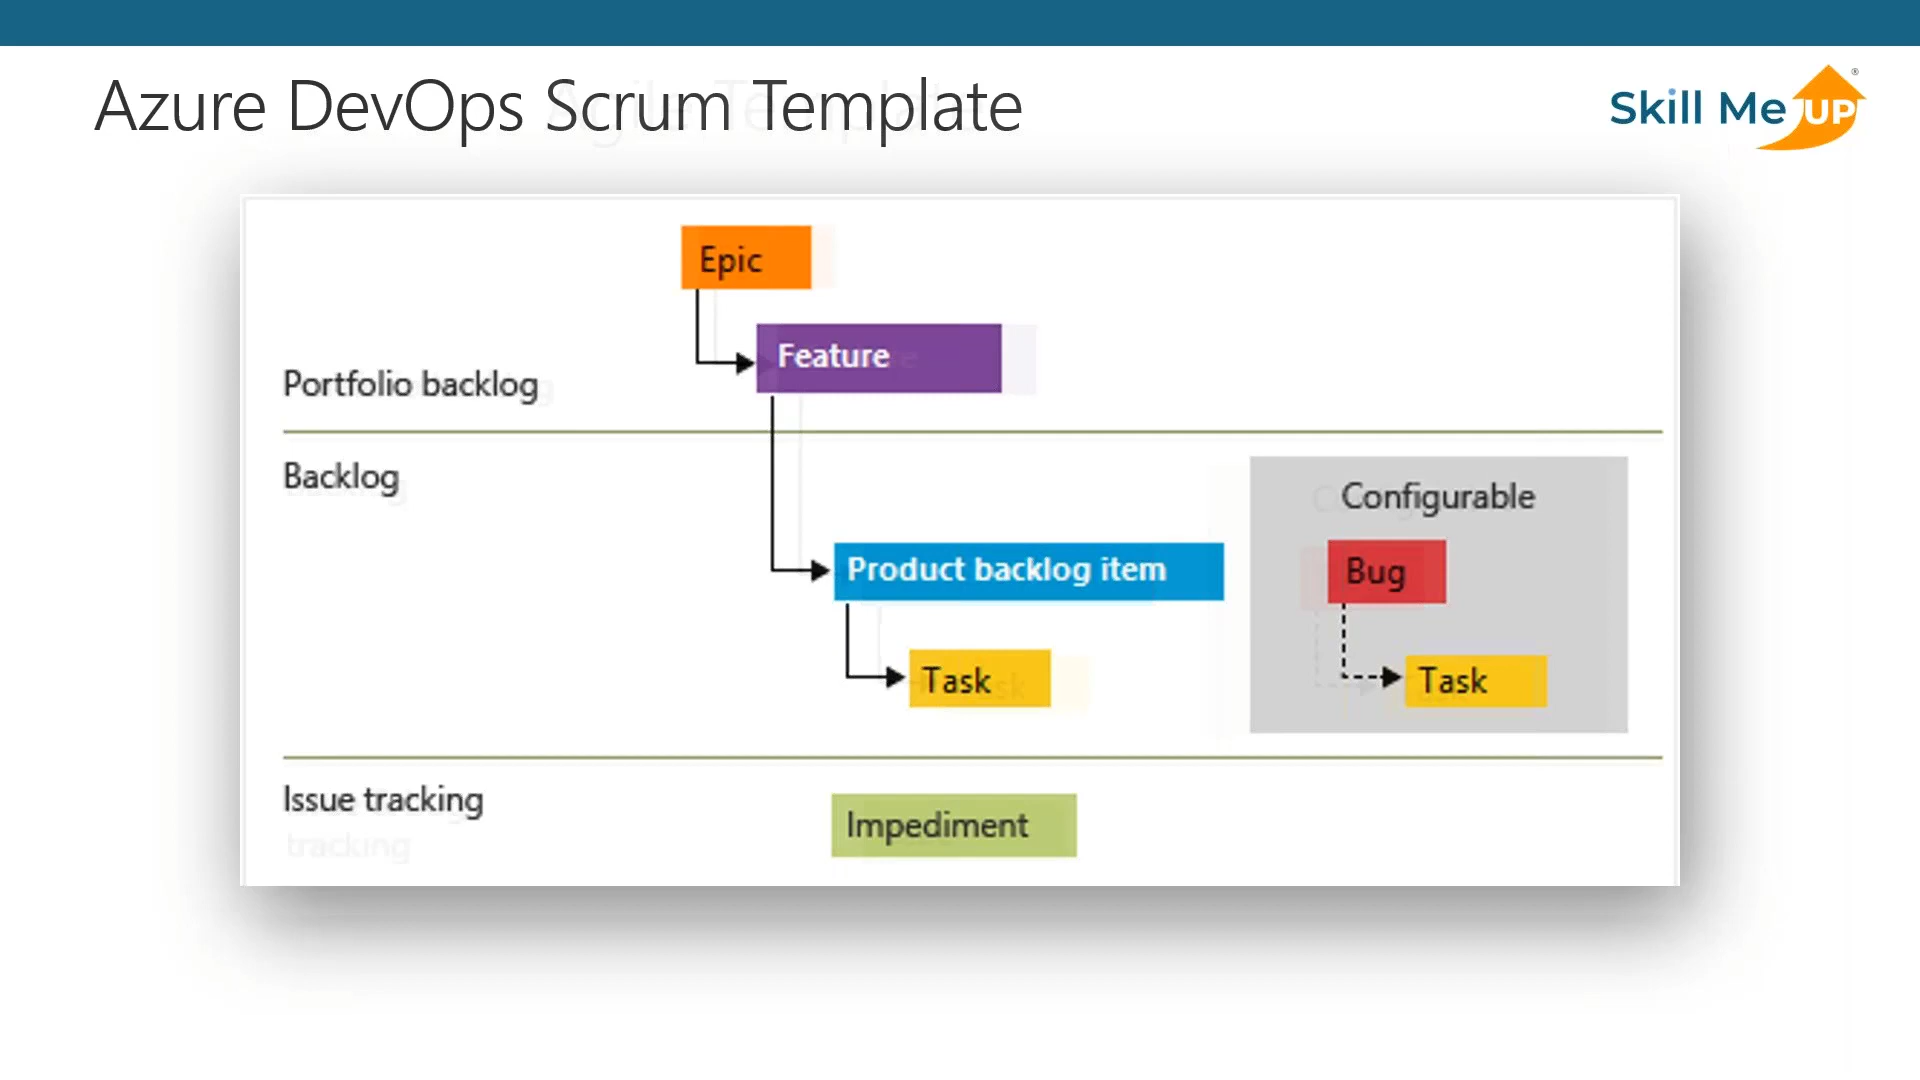 Azure DevOps Scrum Template
Skill Me UP®
Epic
Feature
Portfolio backlog
Backlog
Configurable
Product backlog item
Bug
Task
Task
Issue tracking
Impediment
tracking